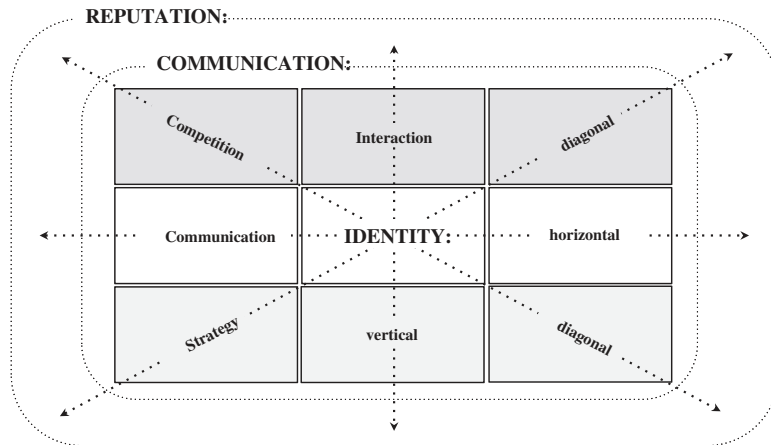 REPUTATION:
COMMUNICATION:
Competition
Interaction
diagonal
Communication
IDENTITY:
horizontal
Strategy
vertical
diagonal